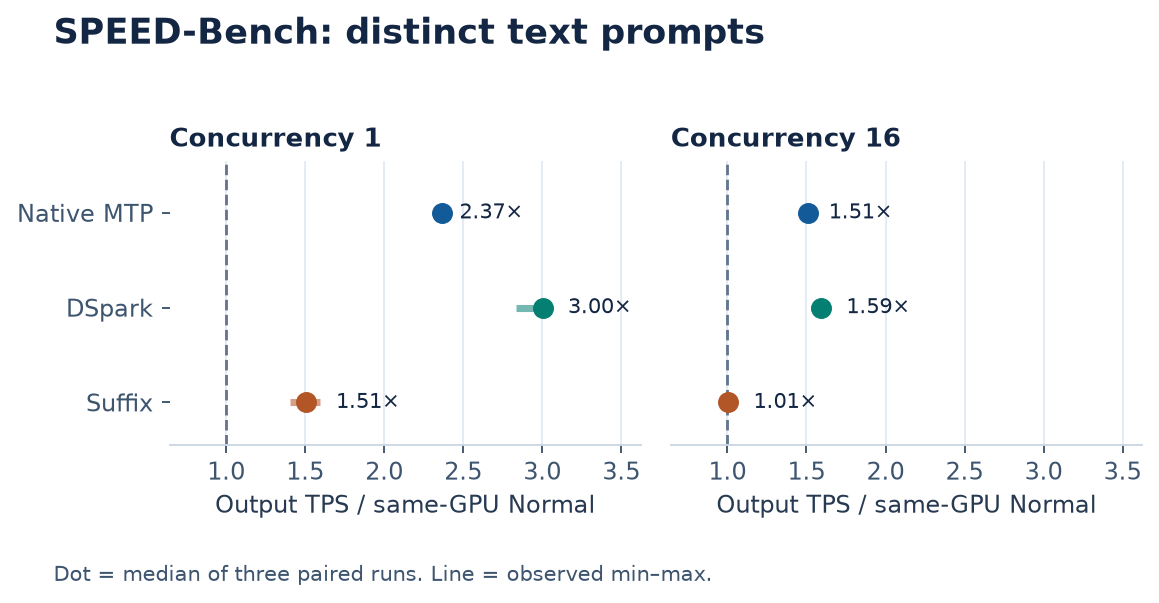 SPEED-Bench: distinct text prompts
Concurrency 1
Concurrency 16
Native MTP
2.37×
1.51×
DSpark
3.00×
1.59×
Suffix
1.51×
1.01×
1.0 1.5 2.0 2.5 3.0 3.5
1.0 1.5 2.0 2.5 3.0 3.5
Output TPS / same-GPU Normal
Output TPS / same-GPU Normal
Dot = median of three paired runs. Line = observed min–max.